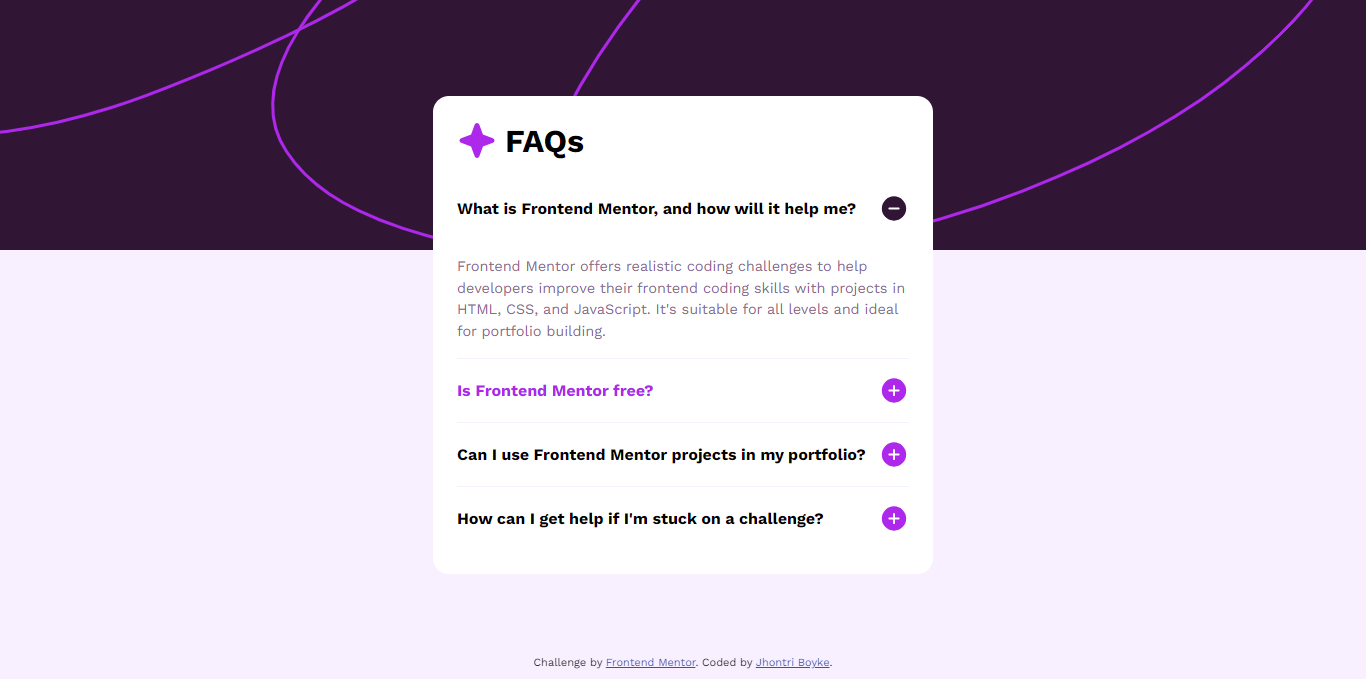 FAQs
What is Frontend Mentor, and how will it help me?
Frontend Mentor offers realistic coding challenges to help
developers improve their frontend coding skills with projects in
HTML, CSS, and JavaScript. It's suitable for all levels and ideal
for portfolio building.
Is Frontend Mentor free?
Can I use Frontend Mentor projects in my portfolio?
How can I get help if I'm stuck on a challenge?
Challenge by Frontend Mentor. Coded by Jhontri Boyke.